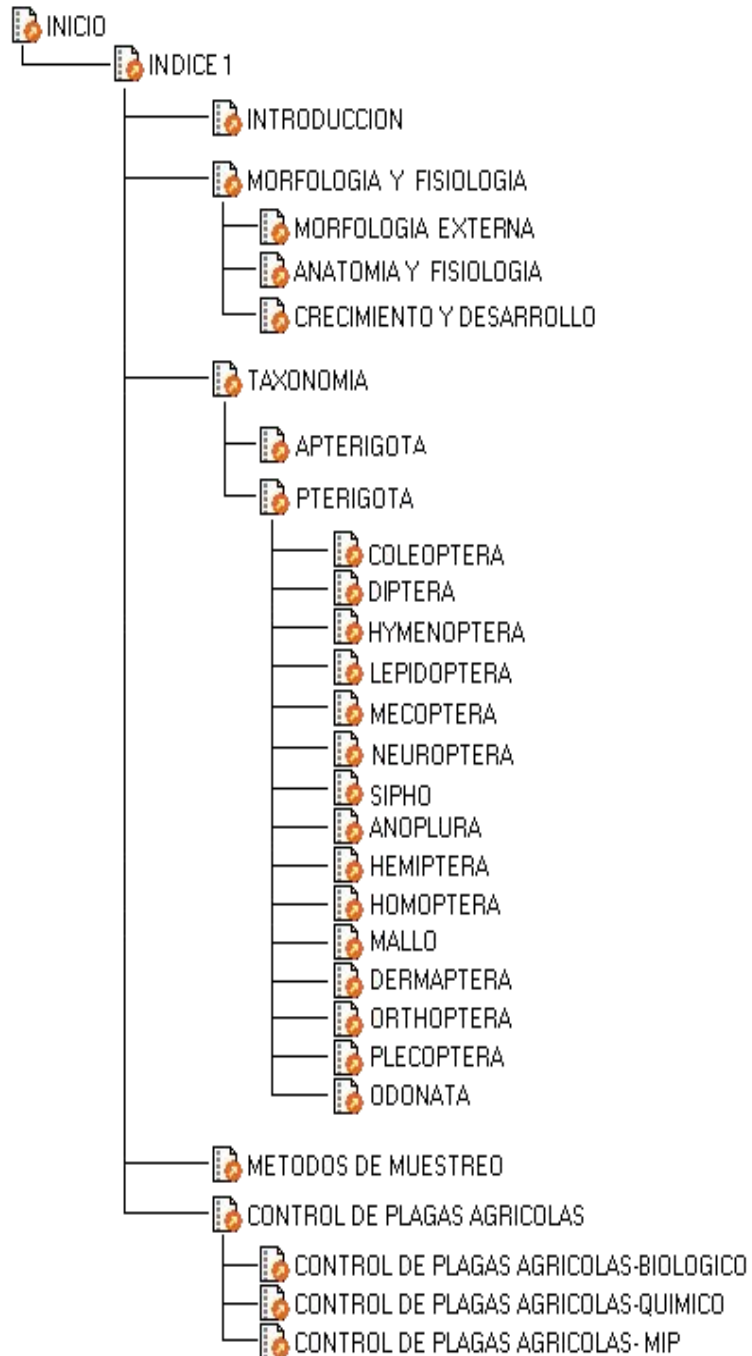 INICIO
INDICE 1
INTRODUCCION
MORFOLOGIA Y FISIOLOGIA
MORFOLOGIA EXTERNA
ANATOMIA Y FISIOLOGIA
CRECIMIENTO Y DESARROLLO
TAXONOMIA
APTERIGOTA
PTERIGOTA
COLEOPTERA
DIPTERA
HYMENOPTERA
LEPIDOPTERA
MECOPTERA
NEUROPTERA
SIPHO
ANOPLURA
HEMIPTERA
HOMOPTERA
MALLO
DERMAPTERA
ORTHOPTERA
PLECOPTERA
ODONATA
METODOS DE MUESTREO
CONTROL DE PLAGAS AGRICOLAS
CONTROL DE PLAGAS AGRICOLAS-BIOLOGICO
CONTROL DE PLAGAS AGRICOLAS-QUIMICO
CONTROL DE PLAGAS AGRICOLAS- MIP